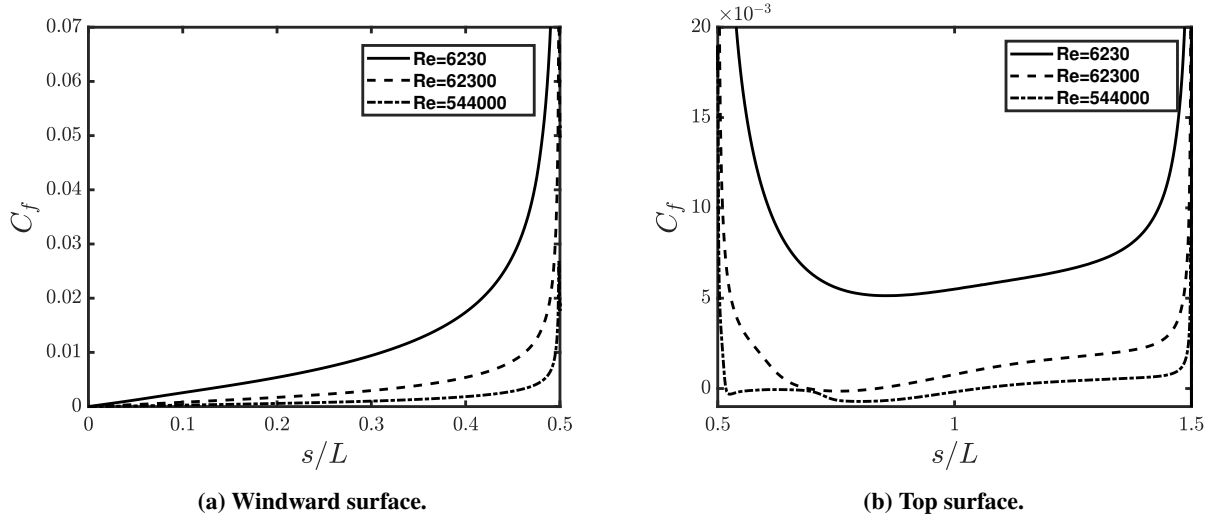 0.07
0.06
0.05
0.04
0.03
0.02
0.01
0
C_f
0
0.1
0.2
0.3
0.4
0.5
s/L
Re=6230
Re=62300
Re=544000
(a) Windward surface.
×10⁻³
20
15
10
5
0
C_f
0.5
1
1.5
s/L
Re=6230
Re=62300
Re=544000
(b) Top surface.